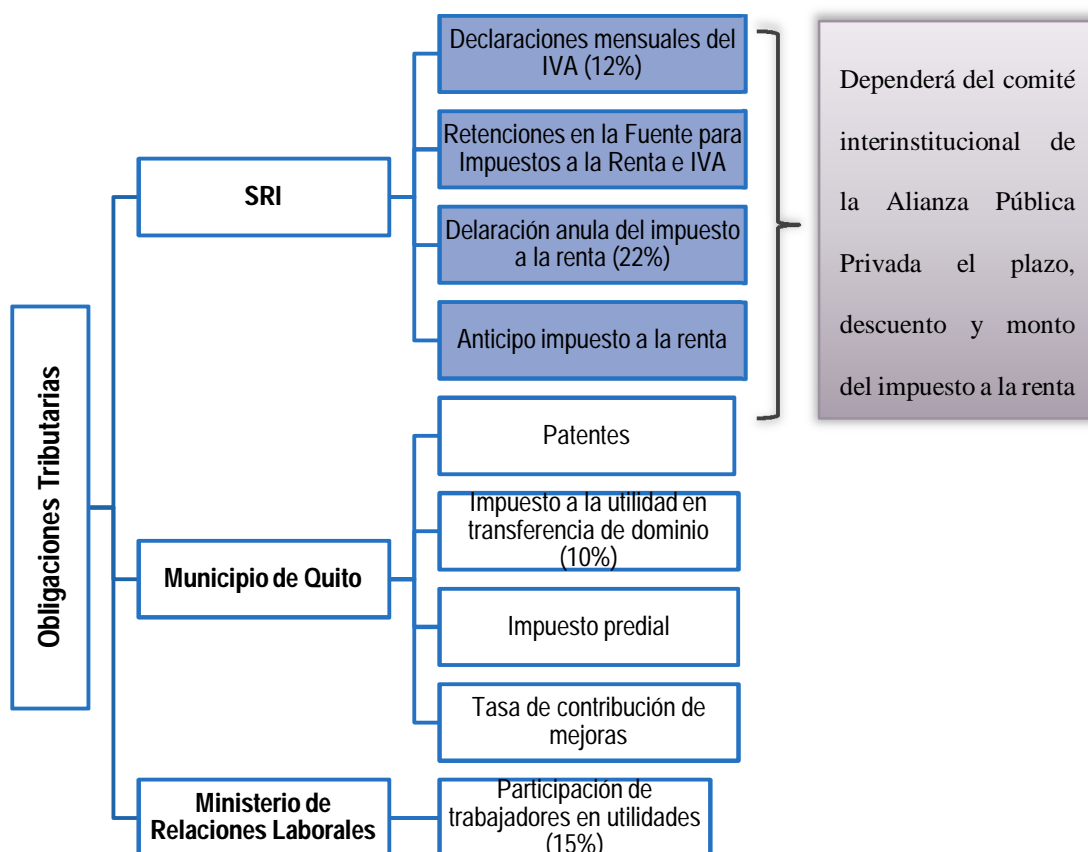 Obligaciones Tributarias
SRI
Declaraciones mensuales del
IVA (12%)
Retenciones en la Fuente para
Impuestos a la Renta e IVA
Delaración anula del impuesto
a la renta (22%)
Anticipo impuesto a la renta
Dependerá del comité
interinstitucional de
la Alianza Pública
Privada el plazo,
descuento y monto
del impuesto a la renta
Municipio de Quito
Patentes
Impuesto a la utilidad en
transferencia de dominio
(10%)
Impuesto predial
Tasa de contribución de
mejoras
Ministerio de
Relaciones Laborales
Participación de
trabajadores en utilidades
(15%)